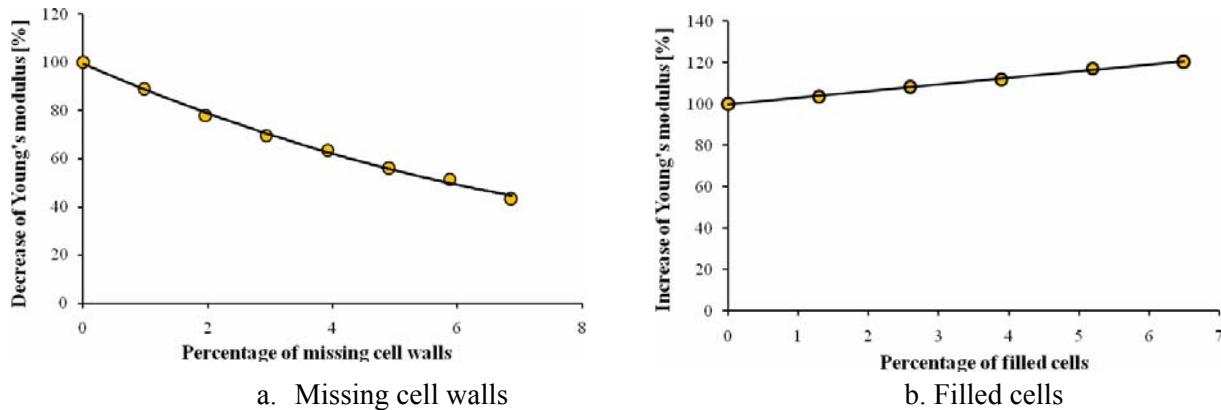 Decrease of Young's modulus [%]
120
100
80
60
40
20
0
0 2 4 6 8
Percentage of missing cell walls
a. Missing cell walls
Increase of Young's modulus [%]
140
120
100
80
60
40
20
0
0 1 2 3 4 5 6 7
Percentage of filled cells
b. Filled cells